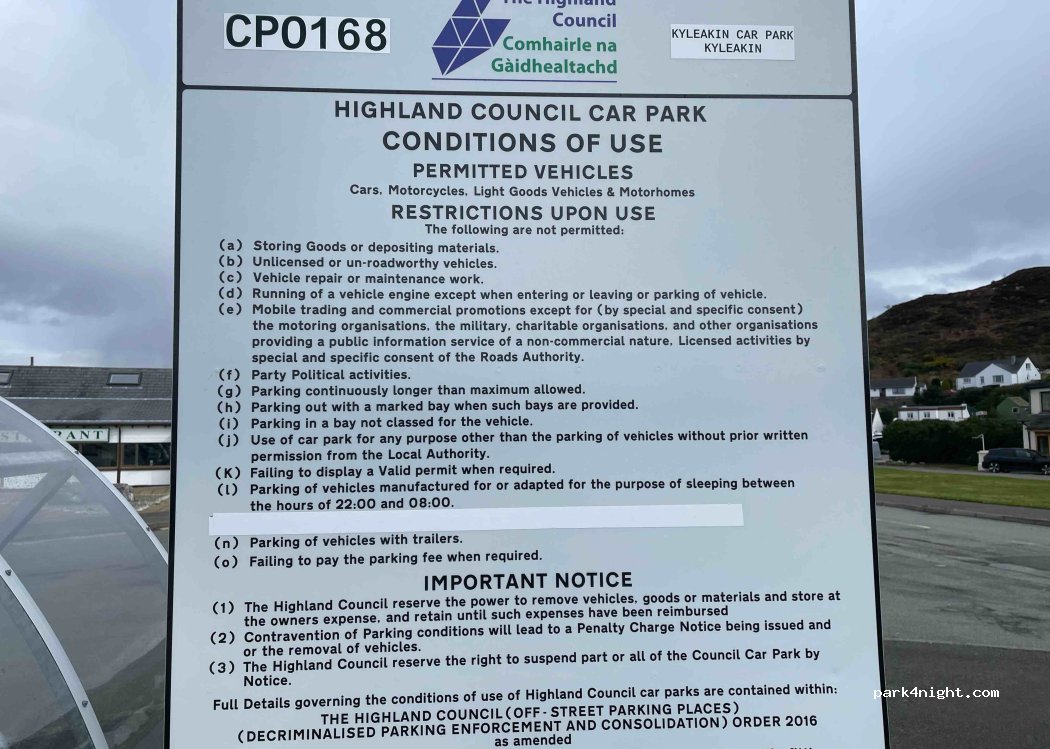 CP0168
The Highland
Council
Comhairle na
Gàidhealtachd
KYLEAKIN CAR PARK
KYLEAKIN
HIGHLAND COUNCIL CAR PARK
CONDITIONS OF USE
PERMITTED VEHICLES
Cars, Motorcycles, Light Goods Vehicles & Motorhomes
RESTRICTIONS UPON USE
The following are not permitted:
(a) Storing Goods or depositing materials.
(b) Unlicensed or un-roadworthy vehicles.
(c) Vehicle repair or maintenance work.
(d) Running of a vehicle engine except when entering or leaving or parking of vehicle.
(e) Mobile trading and commercial promotions except for (by special and specific consent)
the motoring organisations, the military, charitable organisations, and other organisations
providing a public information service of a non-commercial nature. Licensed activities by
special and specific consent of the Roads Authority.
(f) Party Political activities.
(g) Parking continuously longer than maximum allowed.
(h) Parking out with a marked bay when such bays are provided.
(i) Parking in a bay not classed for the vehicle.
(j) Use of car park for any purpose other than the parking of vehicles without prior written
permission from the Local Authority.
(K) Failing to display a Valid permit when required.
(l) Parking of vehicles manufactured for or adapted for the purpose of sleeping between
the hours of 22:00 and 08:00.
(n) Parking of vehicles with trailers.
(o) Failing to pay the parking fee when required.
IMPORTANT NOTICE
(1) The Highland Council reserve the power to remove vehicles, goods or materials and store at
the owners expense, and retain until such expenses have been reimbursed
(2) Contravention of Parking conditions will lead to a Penalty Charge Notice being issued and
or the removal of vehicles.
(3) The Highland Council reserve the right to suspend part or all of the Council Car Park by
Notice.
Full Details governing the conditions of use of Highland Council car parks are contained within:
THE HIGHLAND COUNCIL (OFF-STREET PARKING PLACES)
(DECRIMINALISED PARKING ENFORCEMENT AND CONSOLIDATION) ORDER 2016
as amended
park4night.com